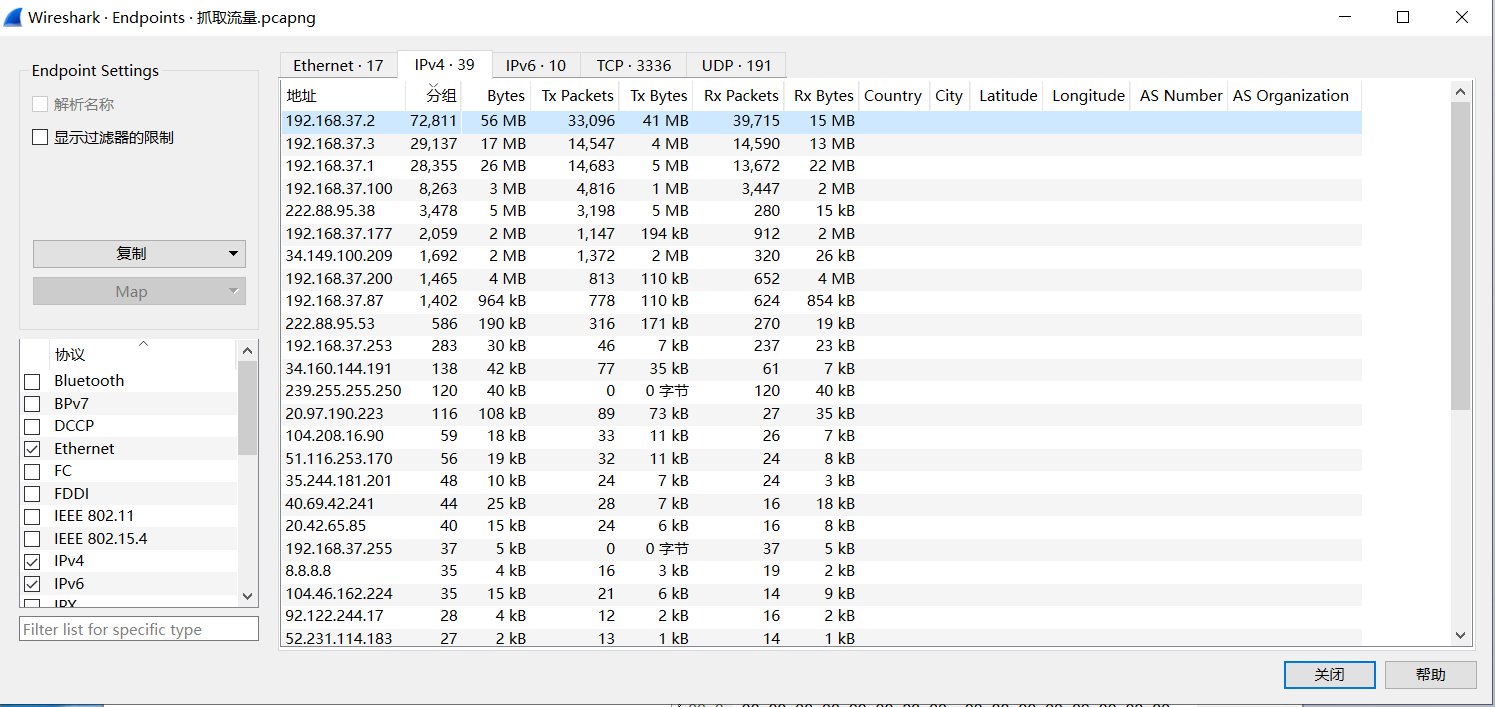 Wireshark · Endpoints · 抓取流量.pcapng
Endpoint Settings
解析名称
显示过滤器的限制
复制
Map
协议
Bluetooth
BPv7
DCCP
Ethernet
FC
FDDI
IEEE 802.11
IEEE 802.15.4
IPv4
IPv6
IPX
Filter list for specific type
Ethernet · 17 IPv4 · 39 IPv6 · 10 TCP · 3336 UDP · 191
地址 分组 Bytes Tx Packets Tx Bytes Rx Packets Rx Bytes Country City Latitude Longitude AS Number AS Organization
192.168.37.2 72,811 56 MB 33,096 41 MB 39,715 15 MB
192.168.37.3 29,137 17 MB 14,547 4 MB 14,590 13 MB
192.168.37.1 28,355 26 MB 14,683 5 MB 13,672 22 MB
192.168.37.100 8,263 3 MB 4,816 1 MB 3,447 2 MB
222.88.95.38 3,478 5 MB 3,198 5 MB 280 15 kB
192.168.37.177 2,059 2 MB 1,147 194 kB 912 2 MB
34.149.100.209 1,692 2 MB 1,372 2 MB 320 26 kB
192.168.37.200 1,465 4 MB 813 110 kB 652 4 MB
192.168.37.87 1,402 964 kB 778 110 kB 624 854 kB
222.88.95.53 586 190 kB 316 171 kB 270 19 kB
192.168.37.253 283 30 kB 46 7 kB 237 23 kB
34.160.144.191 138 42 kB 77 35 kB 61 7 kB
239.255.255.250 120 40 kB 0 0 字节 120 40 kB
20.97.190.223 116 108 kB 89 73 kB 27 35 kB
104.208.16.90 59 18 kB 33 11 kB 26 7 kB
51.116.253.170 56 19 kB 32 11 kB 24 8 kB
35.244.181.201 48 10 kB 24 7 kB 24 3 kB
40.69.42.241 44 25 kB 28 7 kB 16 18 kB
20.42.65.85 40 15 kB 24 6 kB 16 8 kB
192.168.37.255 37 5 kB 0 0 字节 37 5 kB
8.8.8.8 35 4 kB 16 3 kB 19 2 kB
104.46.162.224 35 15 kB 21 6 kB 14 9 kB
92.122.244.17 28 4 kB 12 2 kB 16 2 kB
52.231.114.183 27 2 kB 13 1 kB 14 1 kB
关闭 帮助